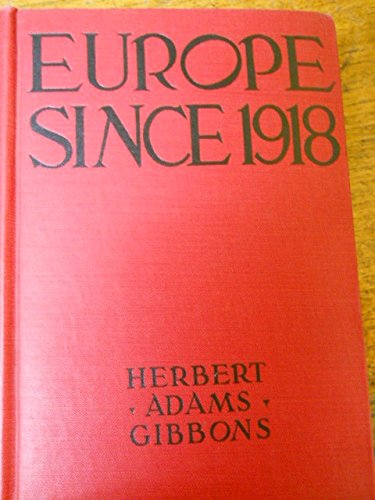 EUROPE
SINCE 1918
HERBERT
· ADAMS ·
GIBBONS